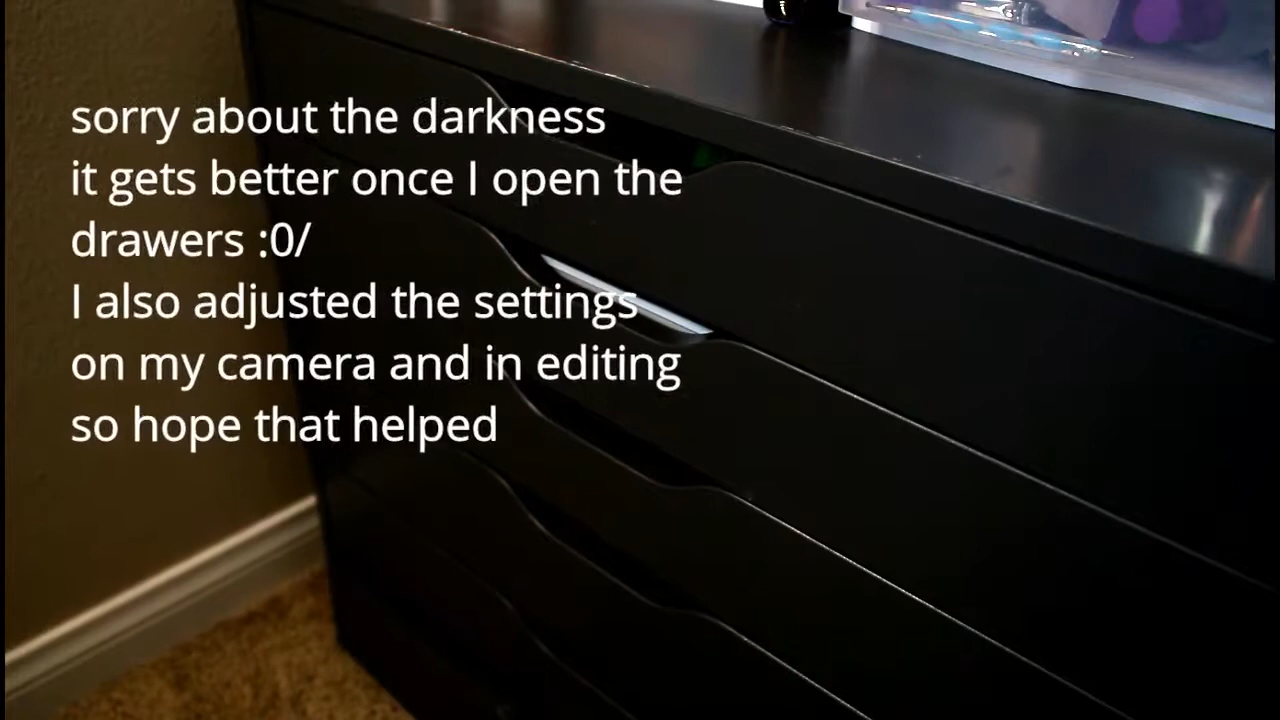 sorry about the darkness
it gets better once I open the
drawers :0/
I also adjusted the settings
on my camera and in editing
so hope that helped